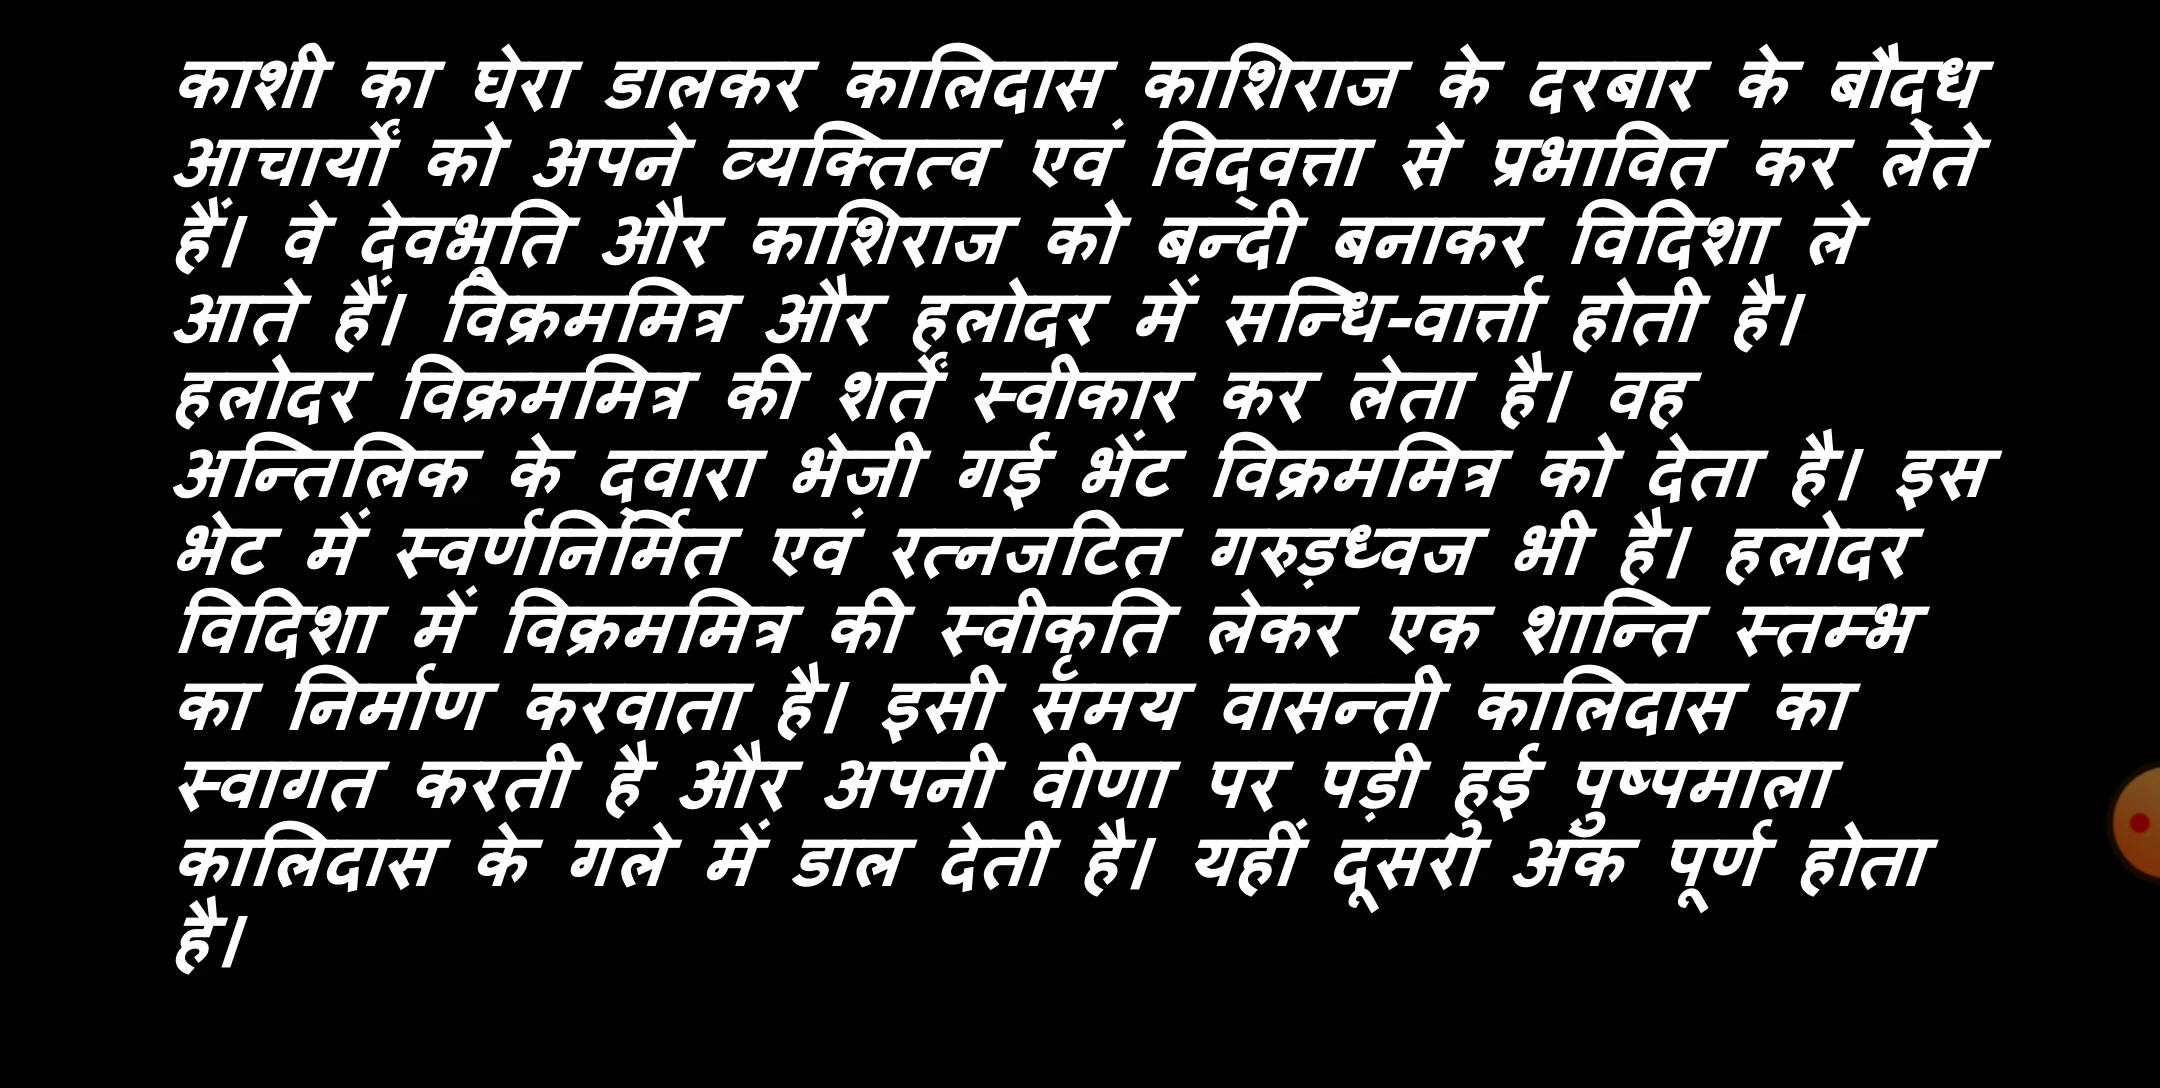 काशी का घेरा डालकर कालिदास काशिराज के दरबार के बौद्ध
आचार्यों को अपने व्यक्तित्व एवं विद्वत्ता से प्रभावित कर लेते
हैं। वे देवभूति और काशिराज को बन्दी बनाकर विदिशा ले
आते हैं। विक्रममित्र और हलोदर में सन्धि-वार्त्ता होती है।
हलोदर विक्रममित्र की शर्तें स्वीकार कर लेता है। वह
अन्तिलिक के द्वारा भेजी गई भेंट विक्रममित्र को देता है। इस
भेट में स्वर्णनिर्मित एवं रत्नजटित गरुड़ध्वज भी है। हलोदर
विदिशा में विक्रममित्र की स्वीकृति लेकर एक शान्ति स्तम्भ
का निर्माण करवाता है। इसी समय वासन्ती कालिदास का
स्वागत करती है और अपनी वीणा पर पड़ी हुई पुष्पमाला
कालिदास के गले में डाल देती है। यहीं दूसरा अंक पूर्ण होता
है।